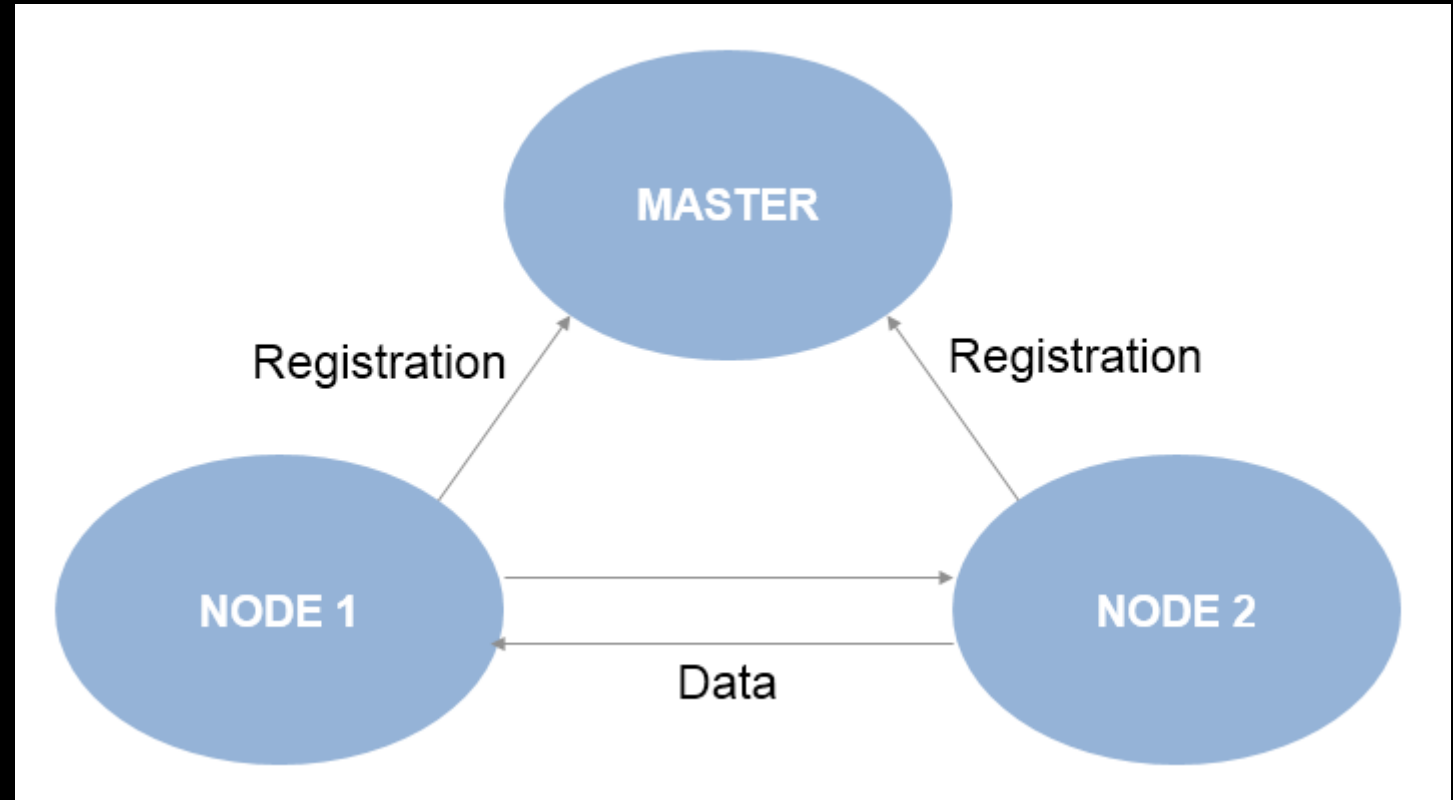 MASTER
Registration
Registration
NODE 1
NODE 2
Data